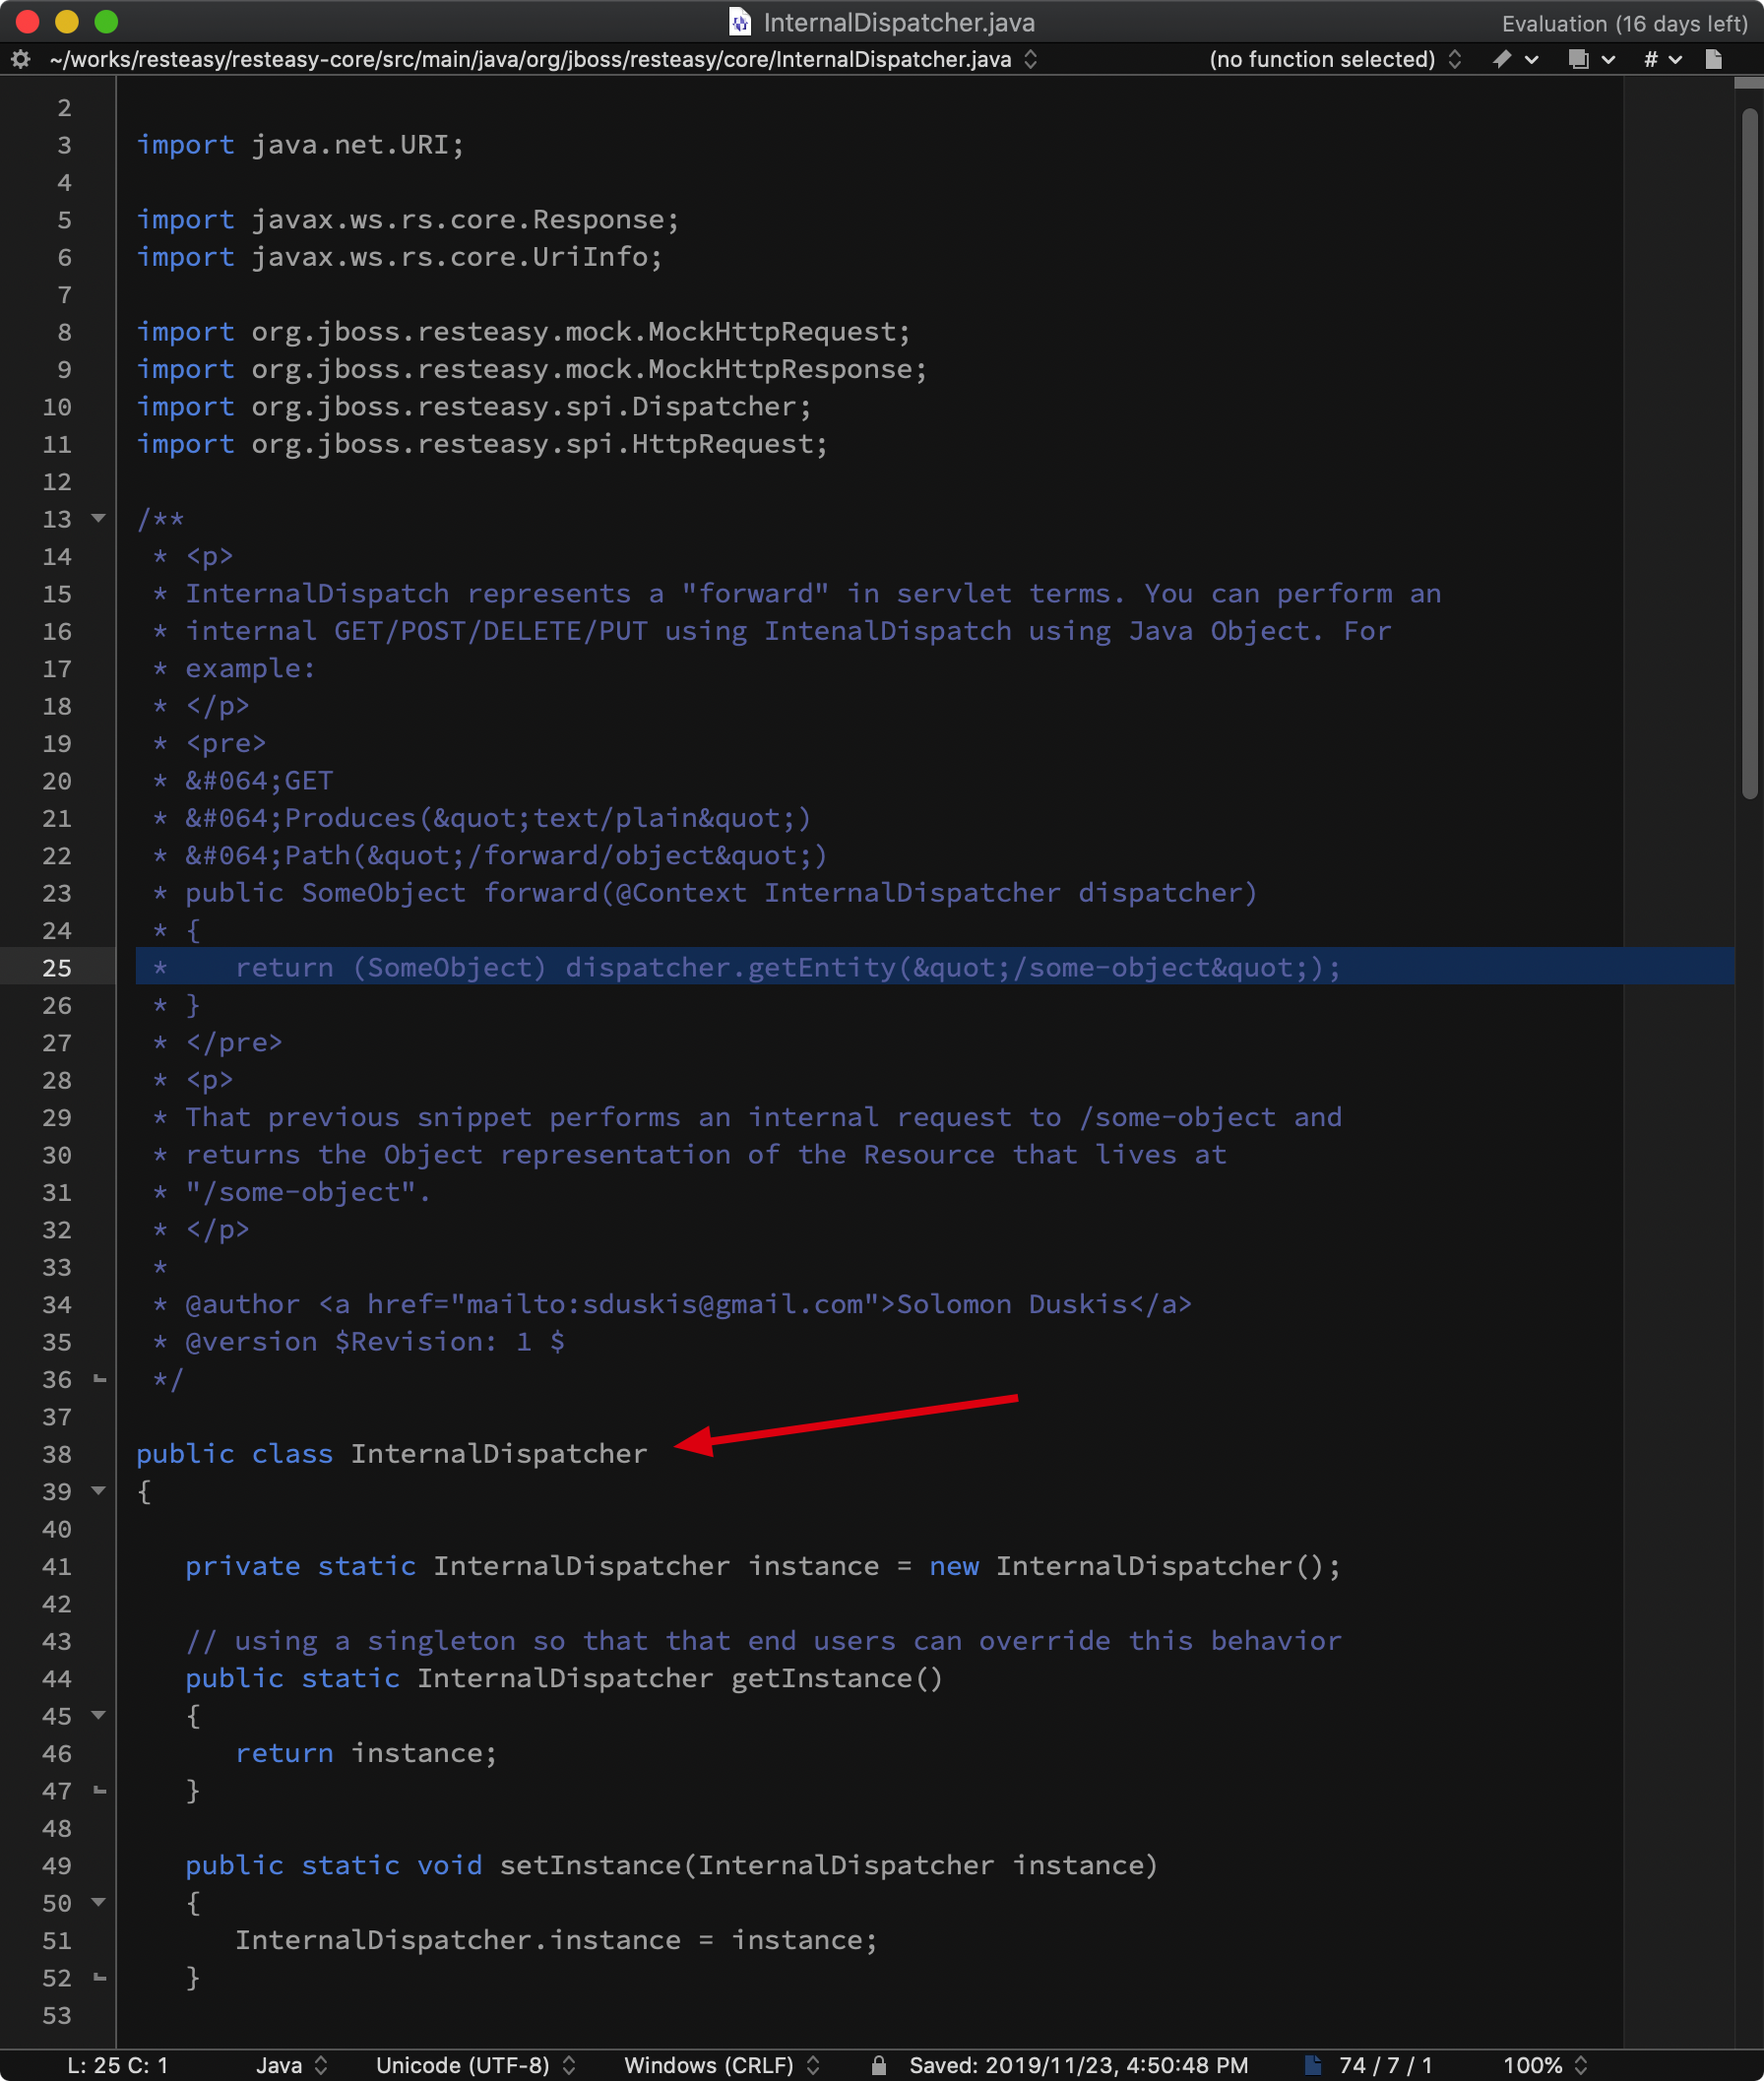 InternalDispatcher.java
Evaluation (16 days left)
~/works/resteasy/resteasy-core/src/main/java/org/jboss/resteasy/core/InternalDispatcher.java (no function selected) #
2
3 import java.net.URI;
4
5 import javax.ws.rs.core.Response;
6 import javax.ws.rs.core.UriInfo;
7
8 import org.jboss.resteasy.mock.MockHttpRequest;
9 import org.jboss.resteasy.mock.MockHttpResponse;
10 import org.jboss.resteasy.spi.Dispatcher;
11 import org.jboss.resteasy.spi.HttpRequest;
12
13 /**
14 * <p>
15 * InternalDispatch represents a "forward" in servlet terms. You can perform an
16 * internal GET/POST/DELETE/PUT using IntenalDispatch using Java Object. For
17 * example:
18 * </p>
19 * <pre>
20 * &#064;GET
21 * &#064;Produces(&quot;text/plain&quot;)
22 * &#064;Path(&quot;/forward/object&quot;)
23 * public SomeObject forward(@Context InternalDispatcher dispatcher)
24 * {
25 *    return (SomeObject) dispatcher.getEntity(&quot;/some-object&quot;);
26 * }
27 * </pre>
28 * <p>
29 * That previous snippet performs an internal request to /some-object and
30 * returns the Object representation of the Resource that lives at
31 * "/some-object".
32 * </p>
33 *
34 * @author <a href="mailto:sduskis@gmail.com">Solomon Duskis</a>
35 * @version $Revision: 1 $
36 */
37
38 public class InternalDispatcher
39 {
40
41    private static InternalDispatcher instance = new InternalDispatcher();
42
43    // using a singleton so that that end users can override this behavior
44    public static InternalDispatcher getInstance()
45    {
46       return instance;
47    }
48
49    public static void setInstance(InternalDispatcher instance)
50    {
51       InternalDispatcher.instance = instance;
52    }
53
L: 25 C: 1 Java Unicode (UTF-8) Windows (CRLF) Saved: 2019/11/23, 4:50:48 PM 74 / 7 / 1 100%